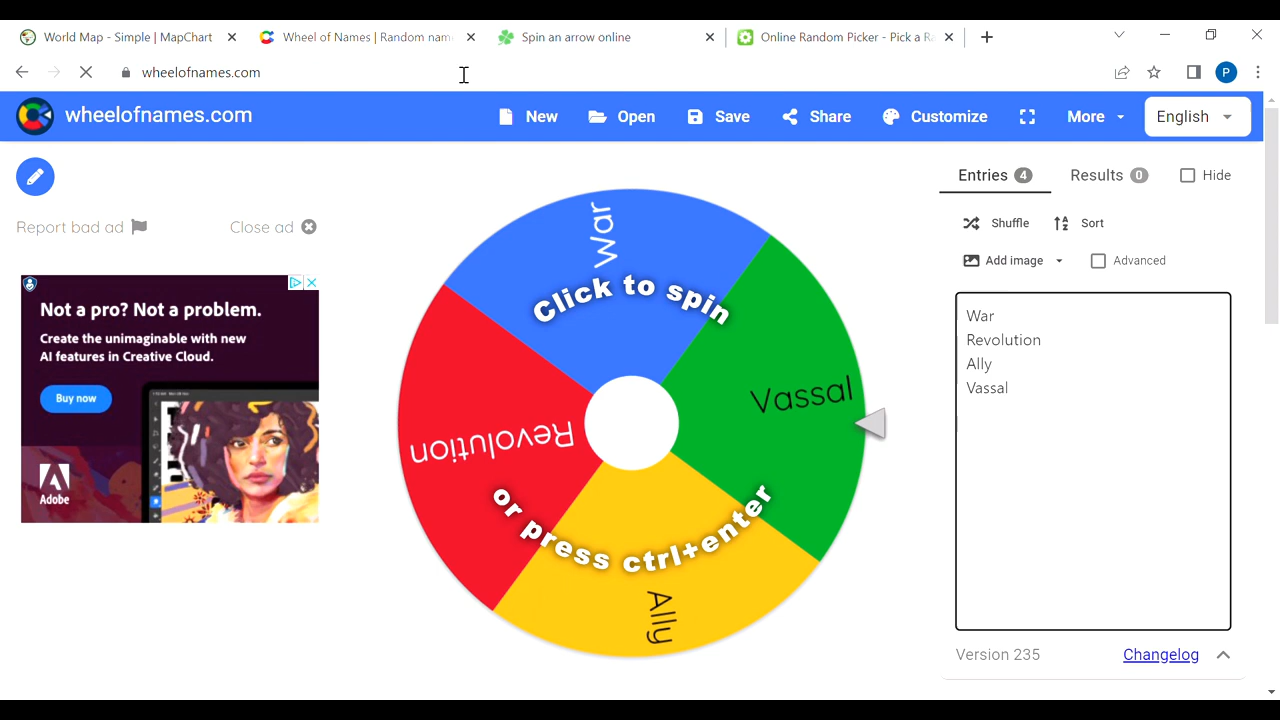 World Map - Simple | MapChart
Wheel of Names | Random nam
Spin an arrow online
Online Random Picker - Pick a Ra
wheelofnames.com
P
wheelofnames.com
New
Open
Save
Share
Customize
More
English
Entries 4
Results 0
Hide
Report bad ad
Close ad
Shuffle
Sort
Add image
Advanced
Not a pro? Not a problem.
Create the unimaginable with new
AI features in Creative Cloud.
Buy now
Adobe
War
Click to spin
Vassal
Revolution
or press ctrl+enter
Ally
War
Revolution
Ally
Vassal
Version 235
Changelog